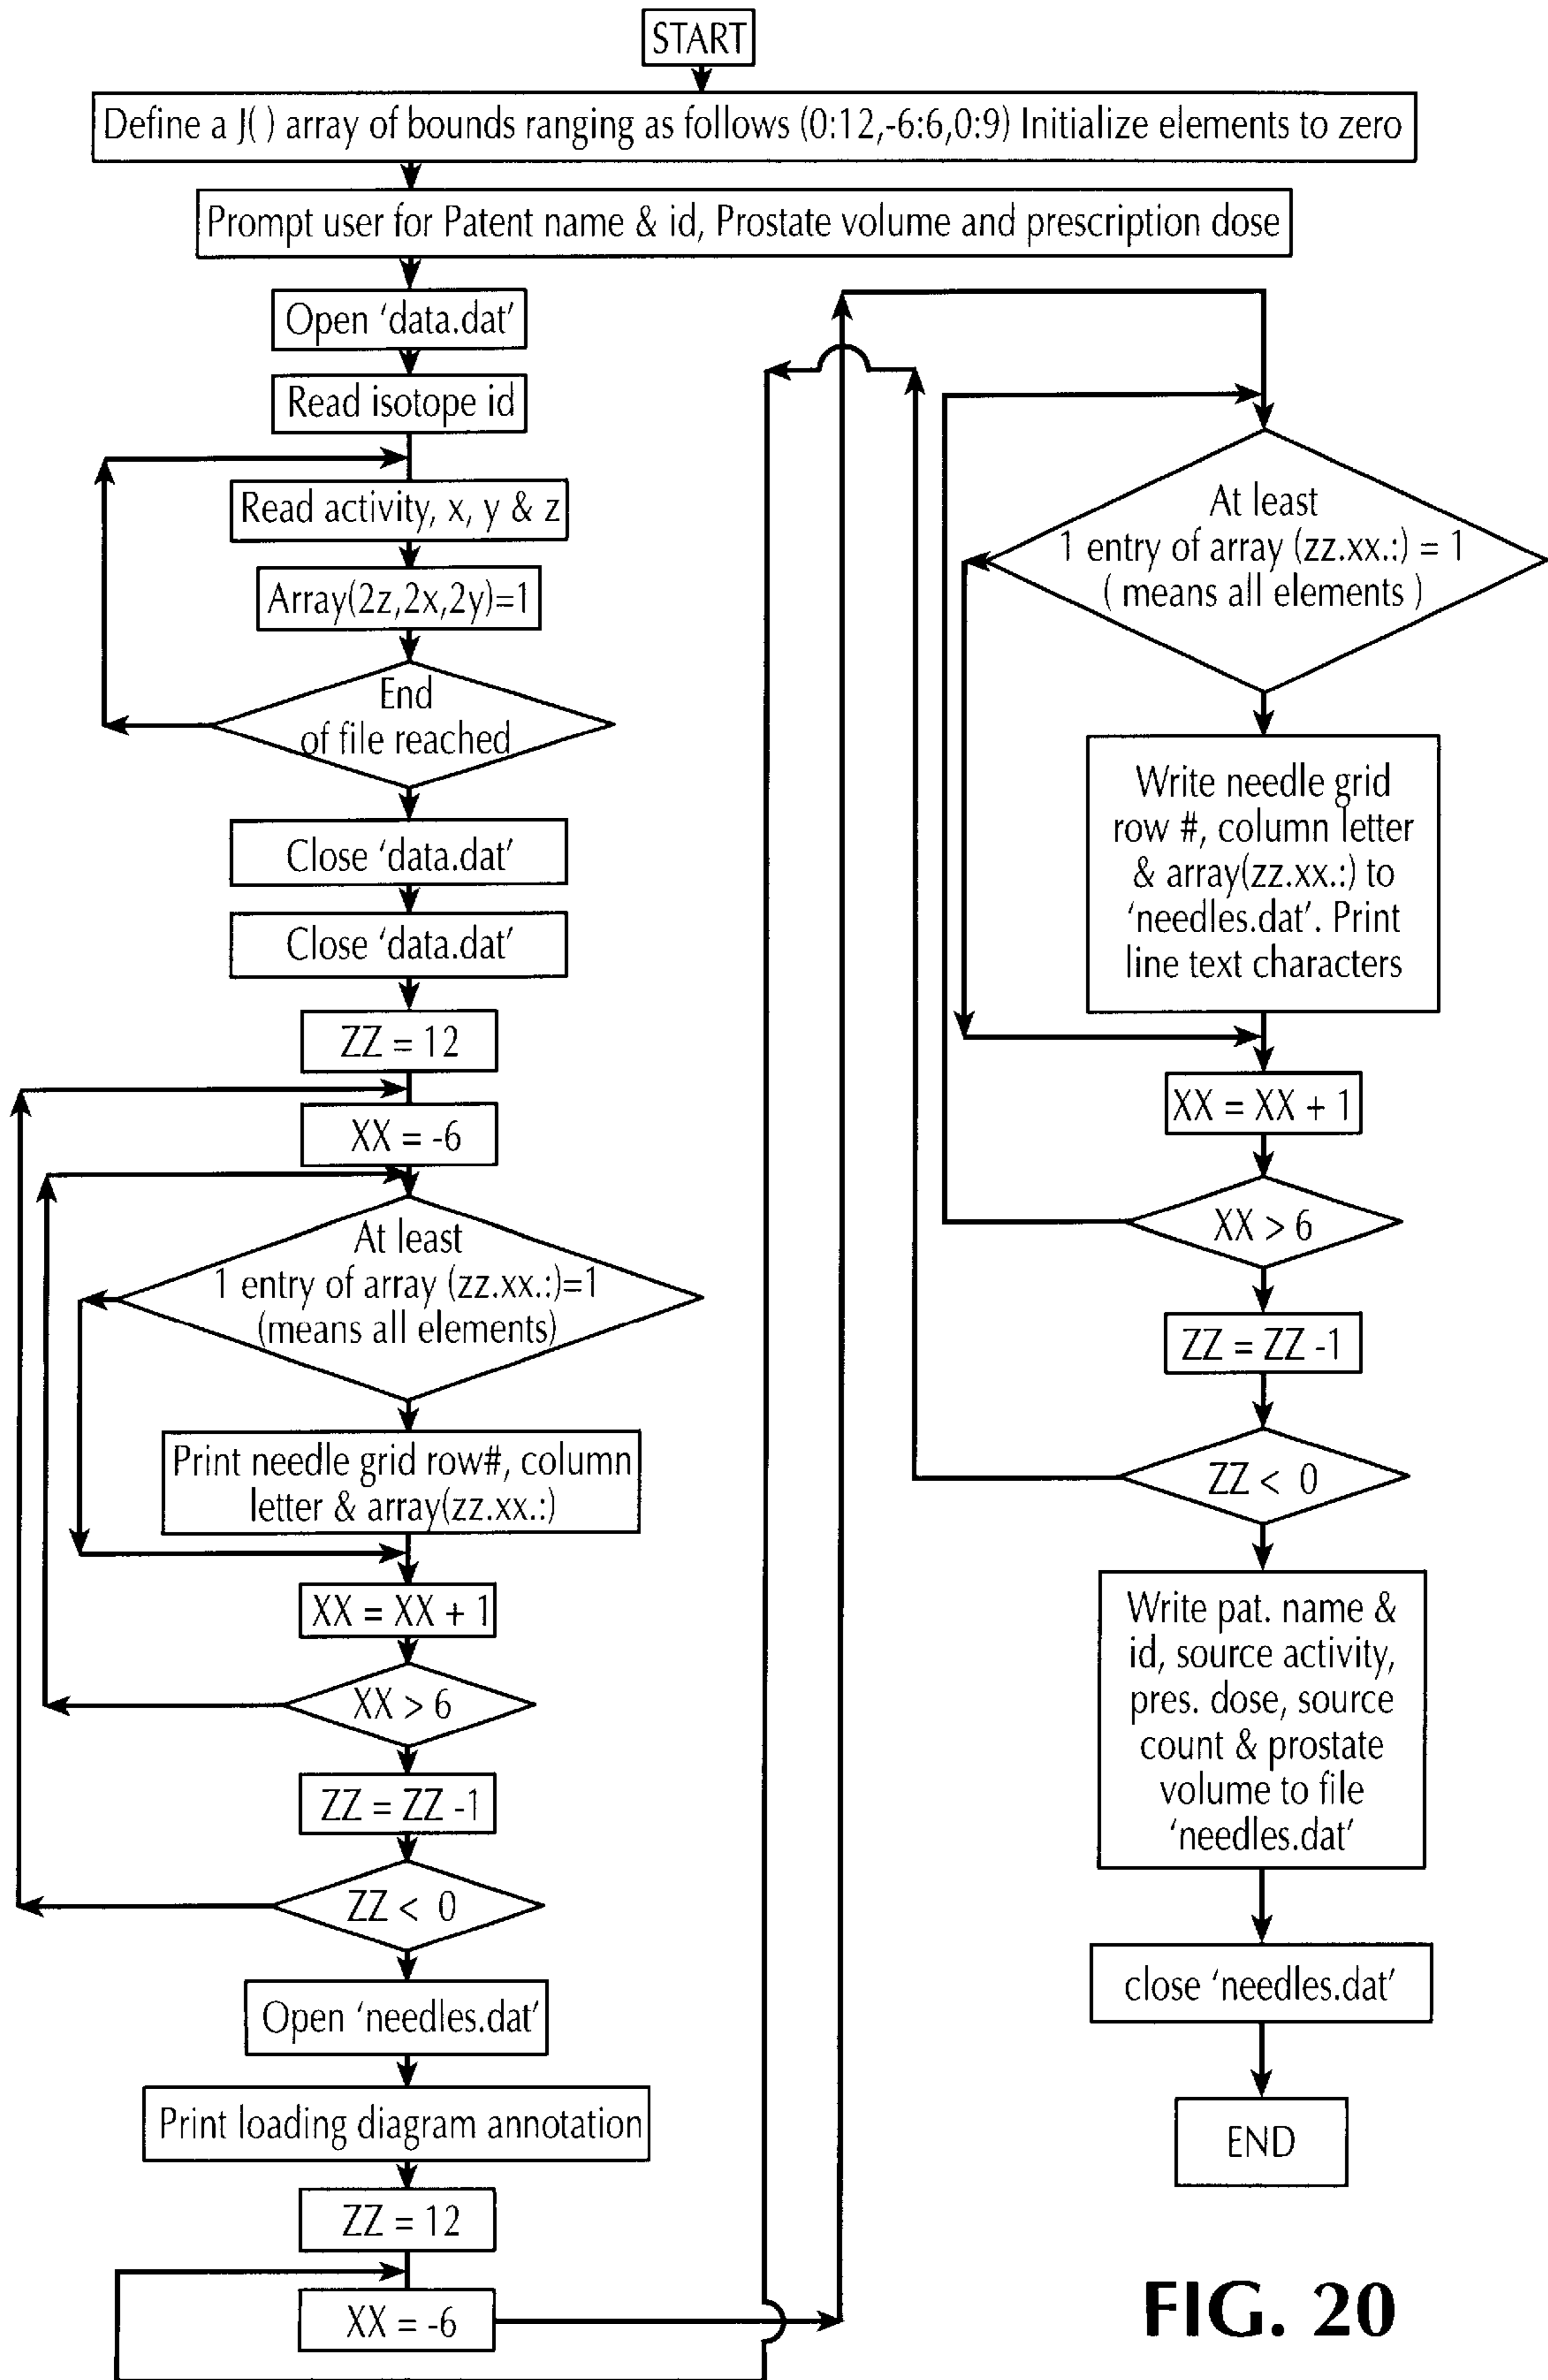 START
Define a J( ) array of bounds ranging as follows (0:12,-6:6,0:9) Initialize elements to zero
Prompt user for Patent name & id, Prostate volume and prescription dose
Open ‘data.dat’
Read isotope id
Read activity, x, y & z
Array(2z,2x,2y)=1
End
of file reached
Close ‘data.dat’
Close ‘data.dat’
ZZ = 12
XX = -6
At least
1 entry of array (zz.xx.:)=1
(means all elements)
Print needle grid row#, column
letter & array(zz.xx.:)
XX = XX + 1
XX > 6
ZZ = ZZ -1
ZZ < 0
Open ‘needles.dat’
Print loading diagram annotation
ZZ = 12
XX = -6
At least
1 entry of array (zz.xx.:) = 1
( means all elements )
Write needle grid
row #, column letter
& array(zz.xx.:) to
‘needles.dat’. Print
line text characters
XX = XX + 1
XX > 6
ZZ = ZZ -1
ZZ < 0
Write pat. name &
id, source activity,
pres. dose, source
count & prostate
volume to file
‘needles.dat’
close ‘needles.dat’
END
FIG. 20